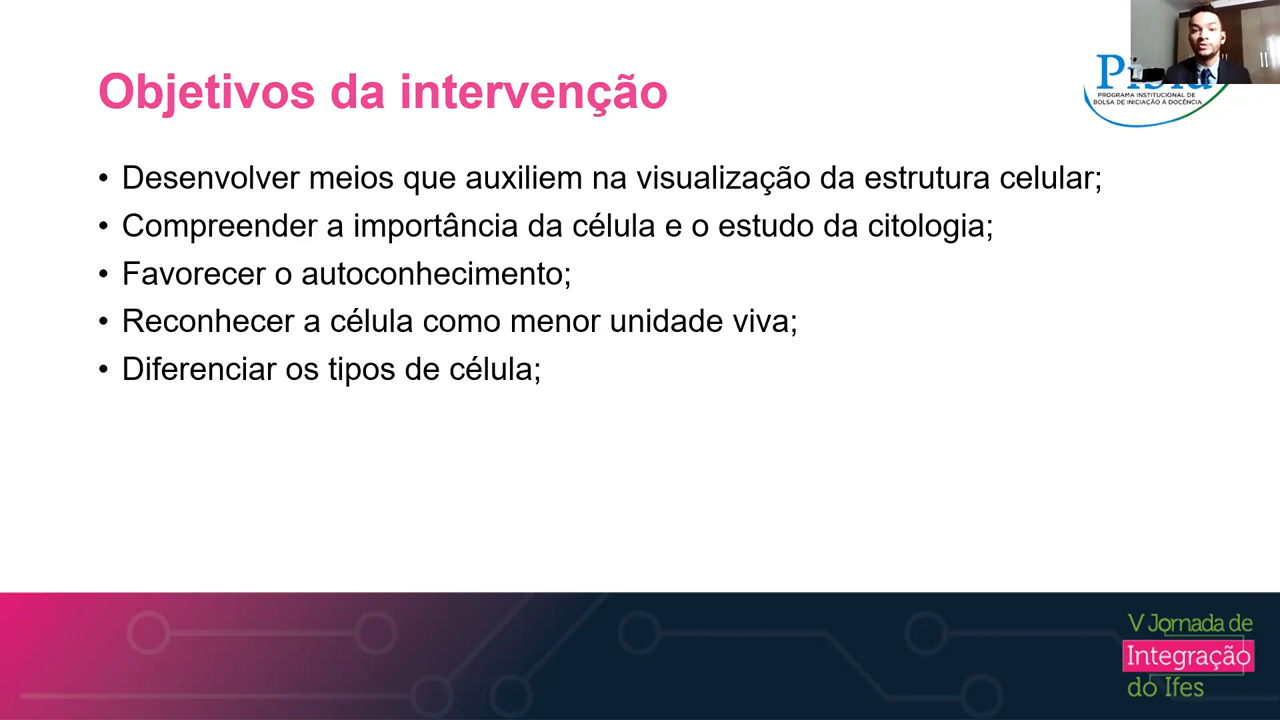 Objetivos da intervenção
• Desenvolver meios que auxiliem na visualização da estrutura celular;
• Compreender a importância da célula e o estudo da citologia;
• Favorecer o autoconhecimento;
• Reconhecer a célula como menor unidade viva;
• Diferenciar os tipos de célula;
PROGRAMA INSTITUCIONAL DE
BOLSA DE INICIAÇÃO À DOCÊNCIA
V Jornada de
Integração
do Ifes